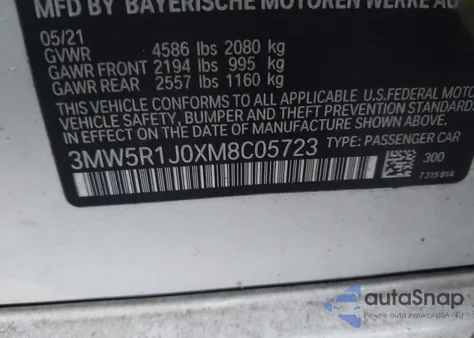 MFD BY BAYERISCHE MOTOREN WERKE AG
05/21
GVWR 4586 lbs 2080 kg
GAWR FRONT 2194 lbs 995 kg
GAWR REAR 2557 lbs 1160 kg
THIS VEHICLE CONFORMS TO ALL APPLICABLE U.S.FEDERAL MOTOR
VEHICLE SAFETY, BUMPER AND THEFT PREVENTION STANDARD
IN EFFECT ON THE DATE OF MANUFACTURE SHOWN ABOVE.
3MW5R1J0XM8C05723 TYPE: PASSENGER CAR
300
7315814
autoSnap